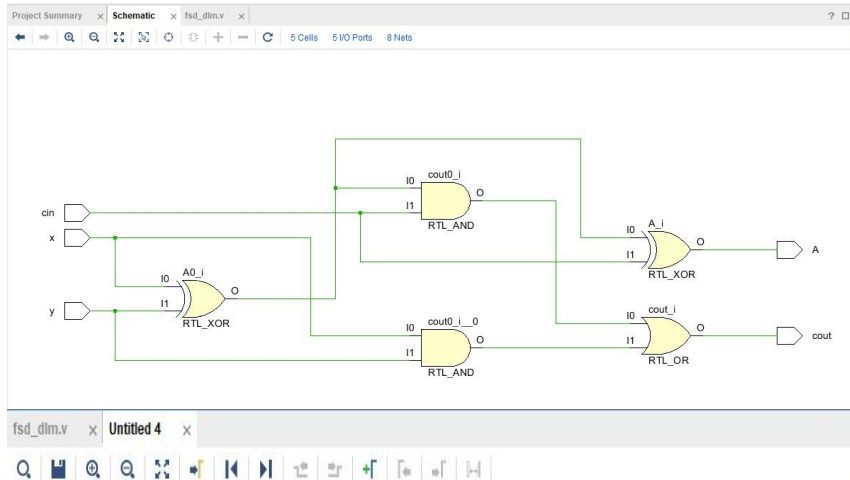 Project Summary × Schematic × fsd_dlm.v ×
5 Cells 5 I/O Ports 8 Nets
cout0_i
I0
O
I1
RTL_AND
cin
x
A_i
I0
O
A
I1
RTL_XOR
A0_i
I0
O
I1
RTL_XOR
y
cout_i
I0
O
cout
I1
RTL_OR
cout0_i__0
I0
O
I1
RTL_AND
fsd_dlm.v × Untitled 4 ×